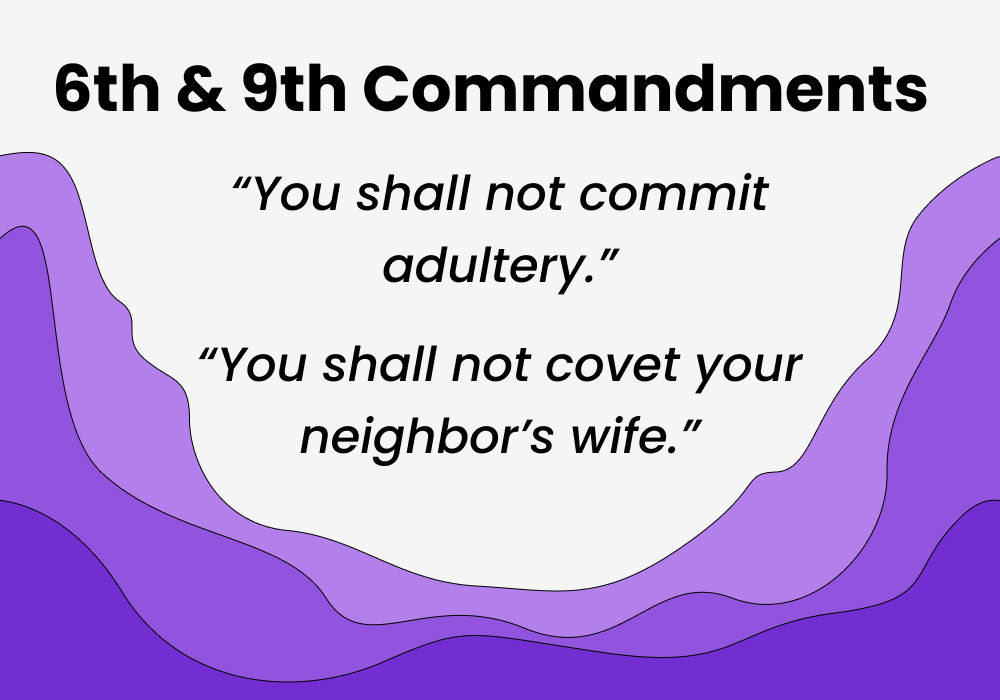 6th & 9th Commandments
“You shall not commit
adultery.”
“You shall not covet your
neighbor’s wife.”